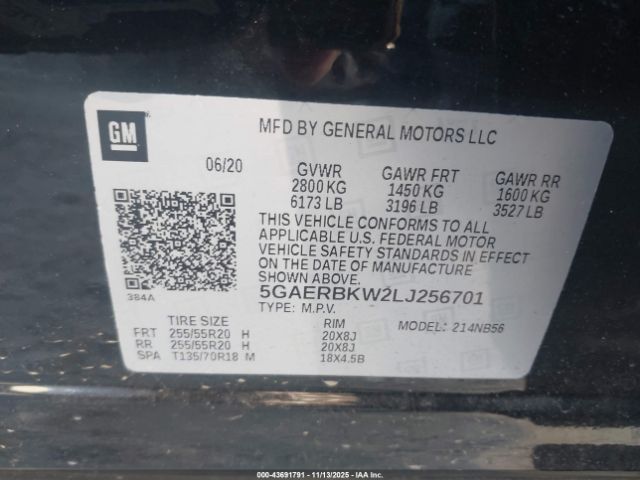 GM
MFD BY GENERAL MOTORS LLC
06/20 GVWR GAWR FRT GAWR RR
2800 KG 1450 KG 1600 KG
6173 LB 3196 LB 3527 LB
THIS VEHICLE CONFORMS TO ALL
APPLICABLE U.S. FEDERAL MOTOR
VEHICLE SAFETY STANDARDS IN EFFECT
ON THE DATE OF MANUFACTURE
SHOWN ABOVE.
384A
5GAERBKW2LJ256701
TYPE: M.P.V. MODEL: 214NB56
TIRE SIZE RIM
FRT 255/55R20 H 20X8J
RR 255/55R20 H 20X8J
SPA T135/70R18 M 18X4.5B
000-43691791 - 11/13/2025 - IAA Inc.